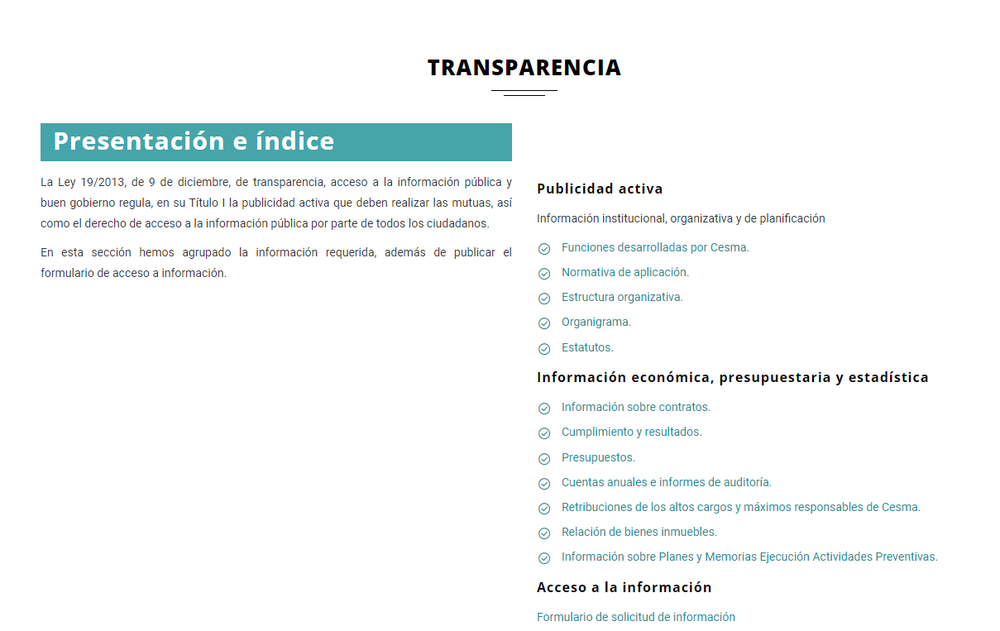 TRANSPARENCIA
Presentación e índice
La Ley 19/2013, de 9 de diciembre, de transparencia, acceso a la información pública y
buen gobierno regula, en su Título I la publicidad activa que deben realizar las mutuas, así
como el derecho de acceso a la información pública por parte de todos los ciudadanos.
En esta sección hemos agrupado la información requerida, además de publicar el
formulario de acceso a información.
Publicidad activa
Información institucional, organizativa y de planificación
Funciones desarrolladas por Cesma.
Normativa de aplicación.
Estructura organizativa.
Organigrama.
Estatutos.
Información económica, presupuestaria y estadística
Información sobre contratos.
Cumplimiento y resultados.
Presupuestos.
Cuentas anuales e informes de auditoría.
Retribuciones de los altos cargos y máximos responsables de Cesma.
Relación de bienes inmuebles.
Información sobre Planes y Memorias Ejecución Actividades Preventivas.
Acceso a la información
Formulario de solicitud de información